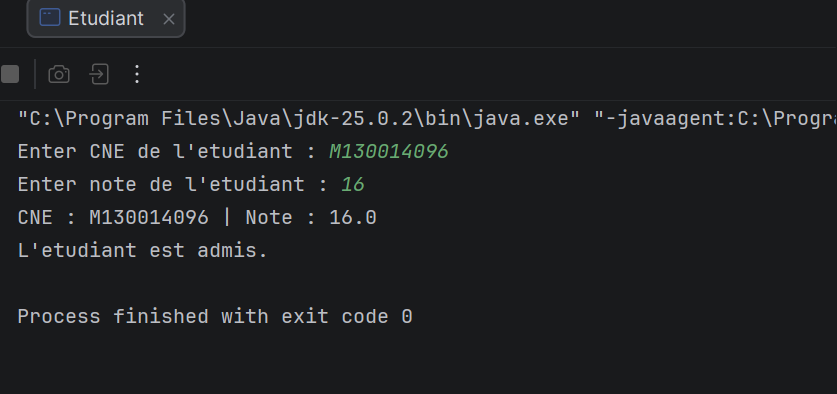 Etudiant
"C:\Program Files\Java\jdk-25.0.2\bin\java.exe" "-javaagent:C:\Progra
Enter CNE de l'etudiant : M130014096
Enter note de l'etudiant : 16
CNE : M130014096 | Note : 16.0
L'etudiant est admis.
Process finished with exit code 0